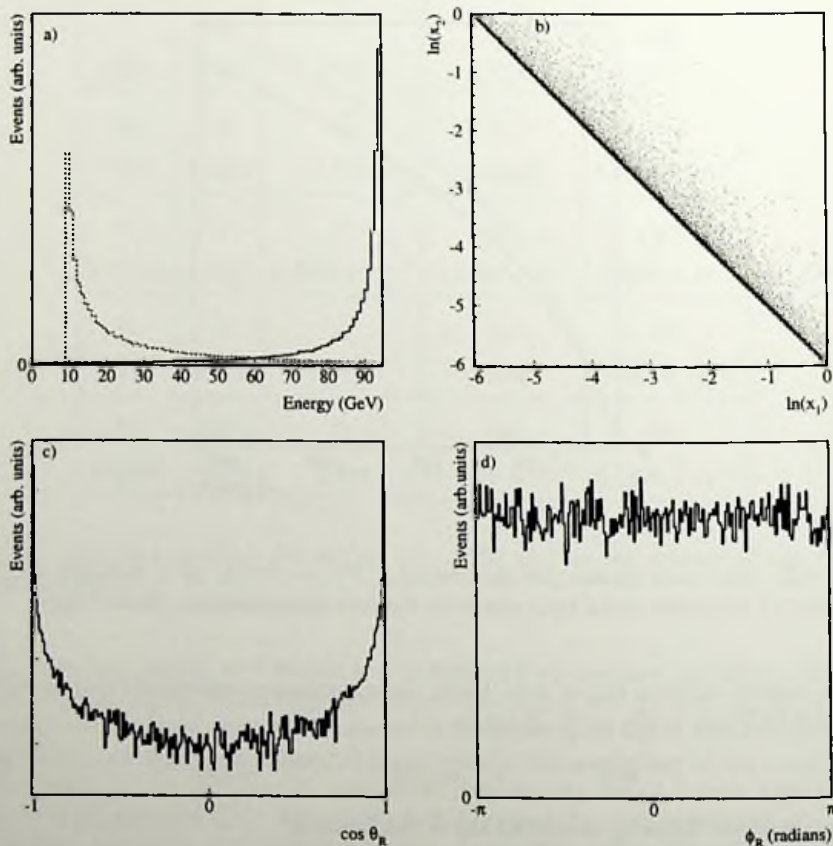 a)
Events (arb. units)
0
0 10 20 30 40 50 60 70 80 90
Energy (GeV)
b)
ln(x2)
0
-1
-2
-3
-4
-5
-6
-6 -5 -4 -3 -2 -1 0
ln(x1)
c)
Events (arb. units)
-1 0 1
cos θR
d)
Events (arb. units)
0
-π 0 π
ϕR (radians)